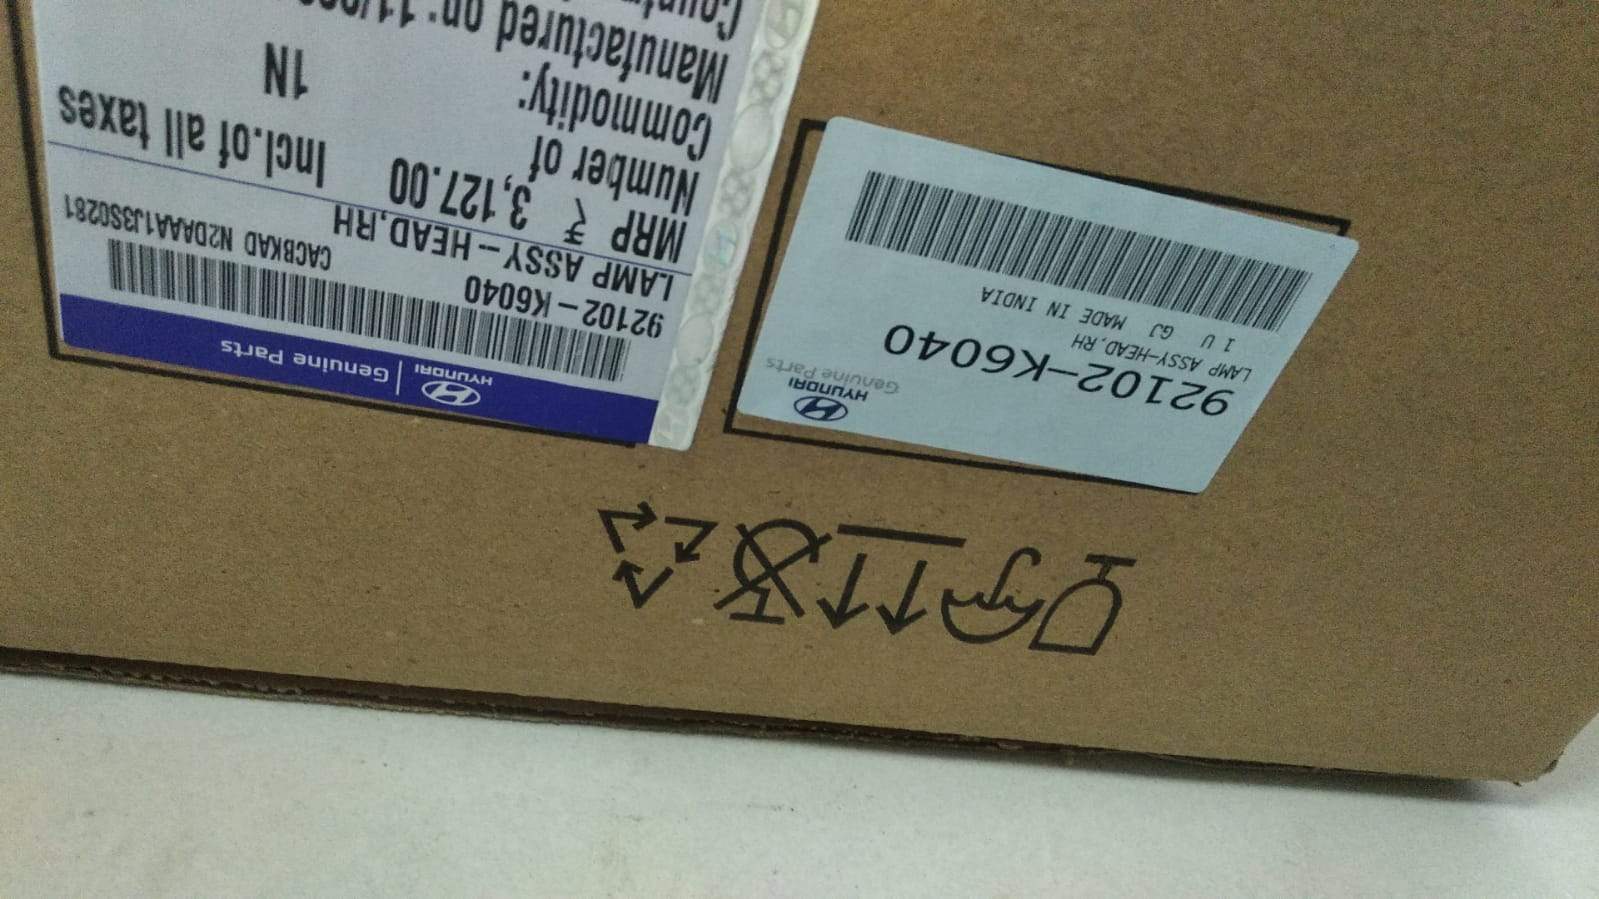 HYUNDAI
Genuine Parts
92102-K6040
LAMP ASSY-HEAD,RH
1 U GJ MADE IN INDIA
HYUNDAI | Genuine Parts
92102-K6040
CACBKAD N2DAAA1J3S0281
LAMP ASSY-HEAD,RH
MRP ₹ 3,127.00 Incl.of all taxes
Number of
Commodity: 1N
Manufactured on: 11/